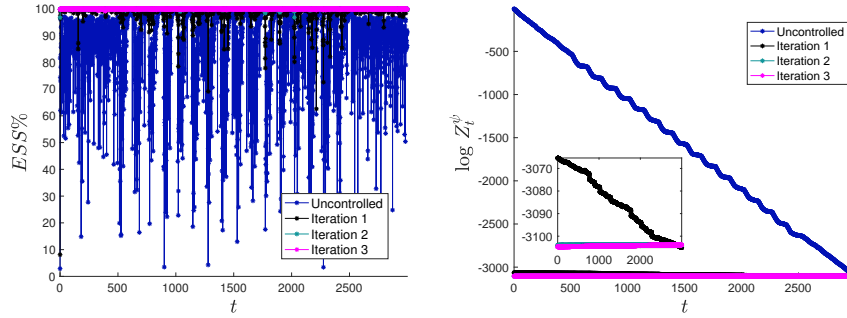 100
90
80
70
60
50
40
30
20
10
0
ESS%
0 500 1000 1500 2000 2500
t
Uncontrolled
Iteration 1
Iteration 2
Iteration 3
-500
-1000
-1500
-2000
-2500
-3000
log Z_t^ψ
0 500 1000 1500 2000 2500
t
Uncontrolled
Iteration 1
Iteration 2
Iteration 3
-3070
-3080
-3090
-3100
0 1000 2000